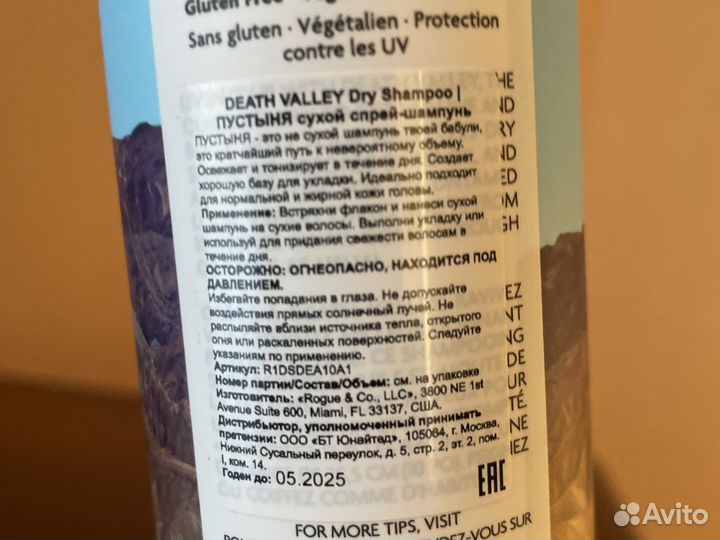 Gluten Free
Sans gluten · Végétalien · Protection
contre les UV
DEATH VALLEY Dry Shampoo |
ПУСТЫНЯ сухой спрей-шампунь
ПУСТЫНЯ - это не сухой шампунь твоей бабули,
это кратчайший путь к невероятному объему.
Освежает и тонизирует в течение дня. Создает
хорошую базу для укладки. Идеально подходит
для нормальной и жирной кожи головы.
Применение: Встряхни флакон и нанеси сухой
шампунь на сухие волосы. Выполни укладку или
используй для придания свежести волосам в
течение дня.
ОСТОРОЖНО: ОГНЕОПАСНО, НАХОДИТСЯ ПОД
ДАВЛЕНИЕМ.
Избегайте попадания в глаза. Не допускайте
воздействия прямых солнечный лучей. Не
распыляйте вблизи источника тепла, открытого
огня или раскаленных поверхностей. Следуйте
указаниям по применению.
Артикул: R1DSDEA10A1
Номер партии/Состав/Объем: см. на упаковке
Изготовитель: «Rogue & Co., LLC», 3800 NE 1st
Avenue Suite 600, Miami, FL 33137, США.
Дистрибьютор, уполномоченный принимать
претензии: ООО «БТ Юнайтед», 105064, г. Москва,
Нижний Сусальный переулок, д. 5, стр. 2, эт. 2, пом.
I, ком. 14.
Годен до: 05.2025
EAC
OU COIFFEZ COMME D'HABITUDE
FOR MORE TIPS, VISIT
RENDEZ-VOUS SUR
Avito